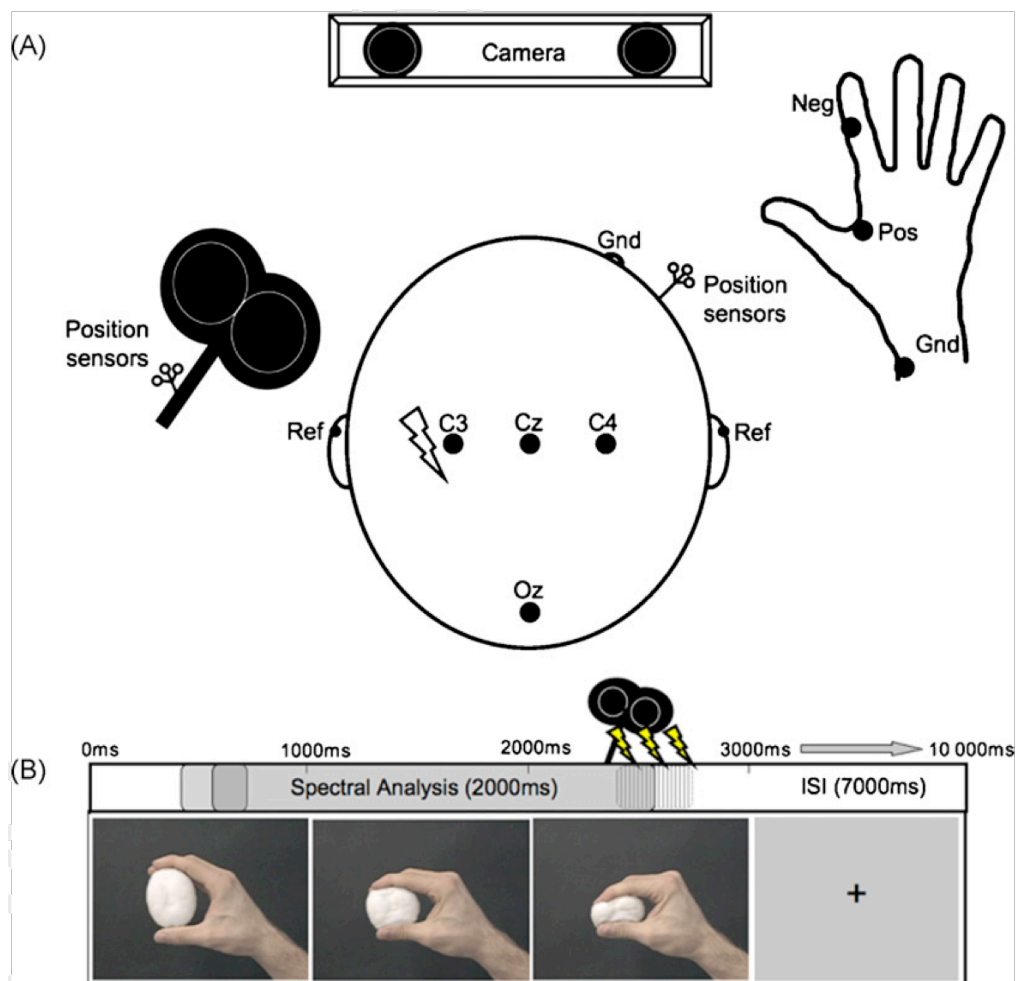 (A)
Camera
Neg
Pos
Gnd
Gnd
Position
sensors
Position
sensors
Ref
C3
Cz
C4
Ref
Oz
(B)
0ms
1000ms
2000ms
3000ms
10 000ms
Spectral Analysis (2000ms)
ISI (7000ms)
+